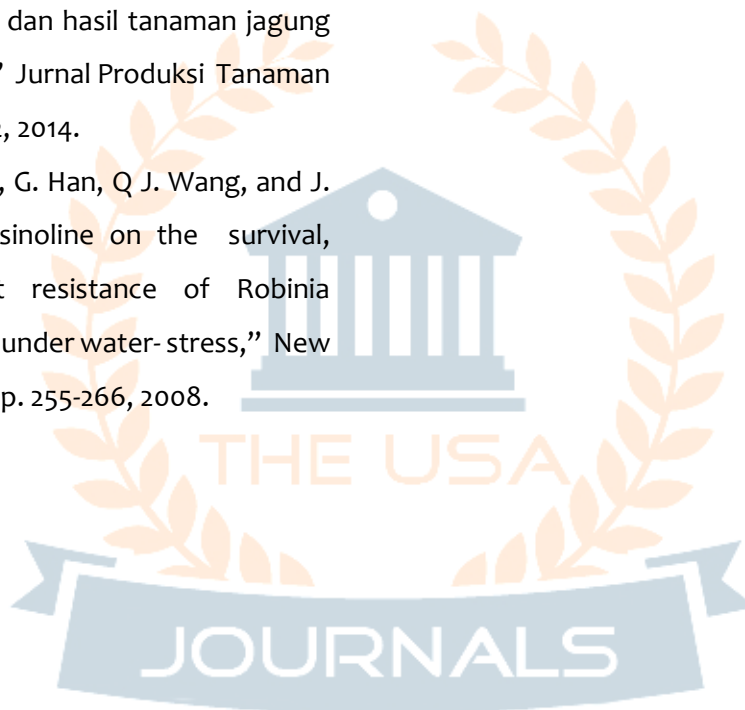 dan hasil tanaman jagung
” Jurnal Produksi Tanaman
, 2014.
, G. Han, Q J. Wang, and J.
sinoline on the survival,
resistance of Robinia
under water- stress,” New
p. 255-266, 2008.
THE USA
JOURNALS